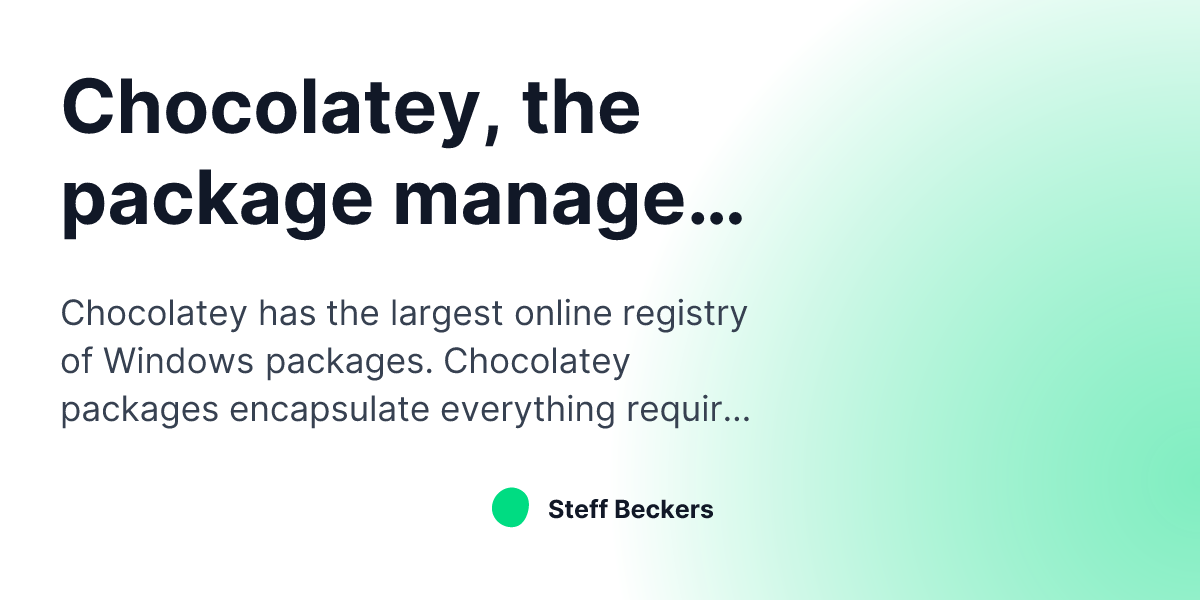 Chocolatey, the
package manage...
Chocolatey has the largest online registry
of Windows packages. Chocolatey
packages encapsulate everything requir...
Steff Beckers